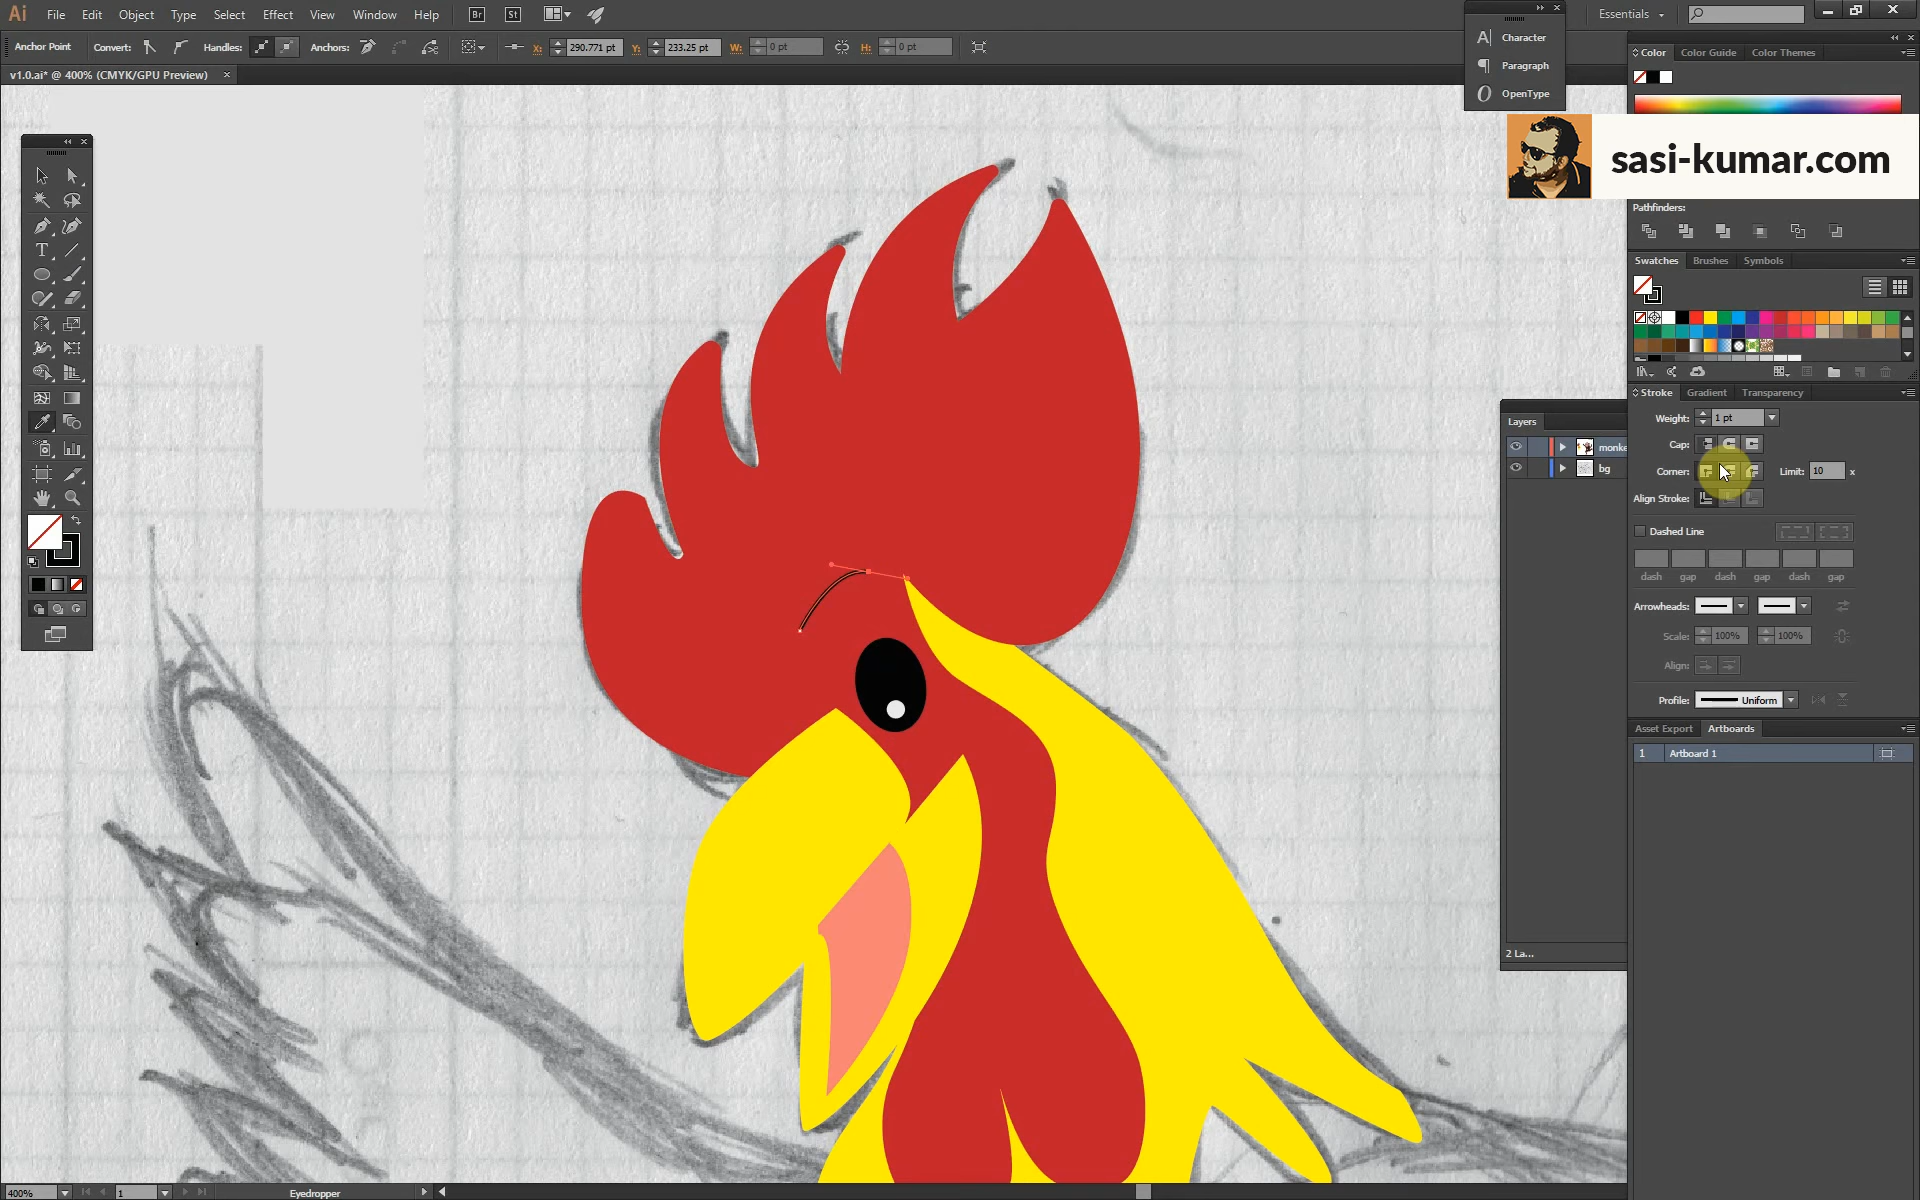 Ai File Edit Object Type Select Effect View Window Help Br St Essentials
Anchor Point Convert: Handles: Anchors: X: 290.771 pt Y: 233.25 pt W: 0 pt H: 0 pt
v1.0.ai* @ 400% (CMYK/GPU Preview)
Character
Paragraph
OpenType
Color Color Guide Color Themes
sasi-kumar.com
Pathfinders:
Swatches Brushes Symbols
Stroke Gradient Transparency
Weight: 1 pt
Cap:
Corner: Limit: 10 x
Align Stroke:
Dashed Line
dash gap dash gap dash gap
Arrowheads:
Scale: 100% 100%
Align:
Profile: Uniform
Asset Export Artboards
1 Artboard 1
Layers
monke
bg
2 La...
400% 1 Eyedropper